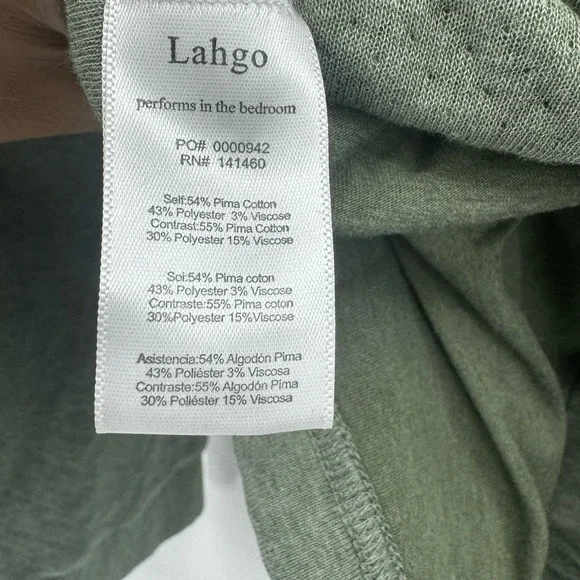 Lahgo
performs in the bedroom
PO# 0000942
RN# 141460
Self:54% Pima Cotton
43% Polyester 3% Viscose
Contrast:55% Pima Cotton
30% Polyester 15% Viscose
Soi:54% Pima coton
43% Polyester 3% Viscose
Contraste:55% Pima coton
30%Polyester 15%Viscose
Asistencia:54% Algodón Pima
43% Poliéster 3% Viscosa
Contraste:55% Algodón Pima
30% Poliéster 15% Viscosa